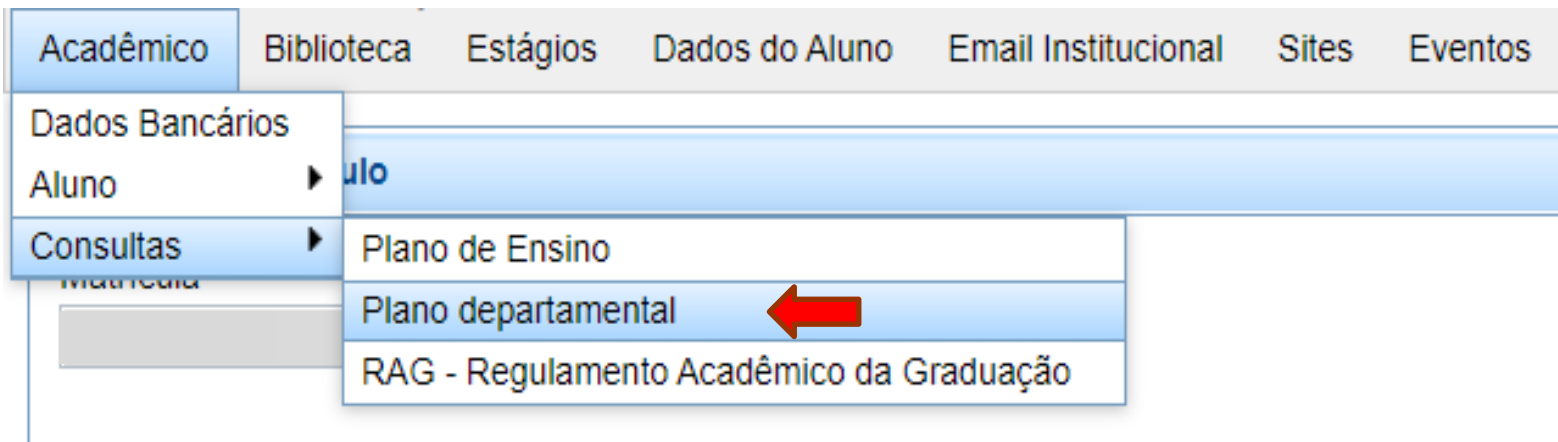 Acadêmico Biblioteca Estágios Dados do Aluno Email Institucional Sites Eventos
Dados Bancários
Aluno
Consultas
Plano de Ensino
Plano departamental
RAG - Regulamento Acadêmico da Graduação